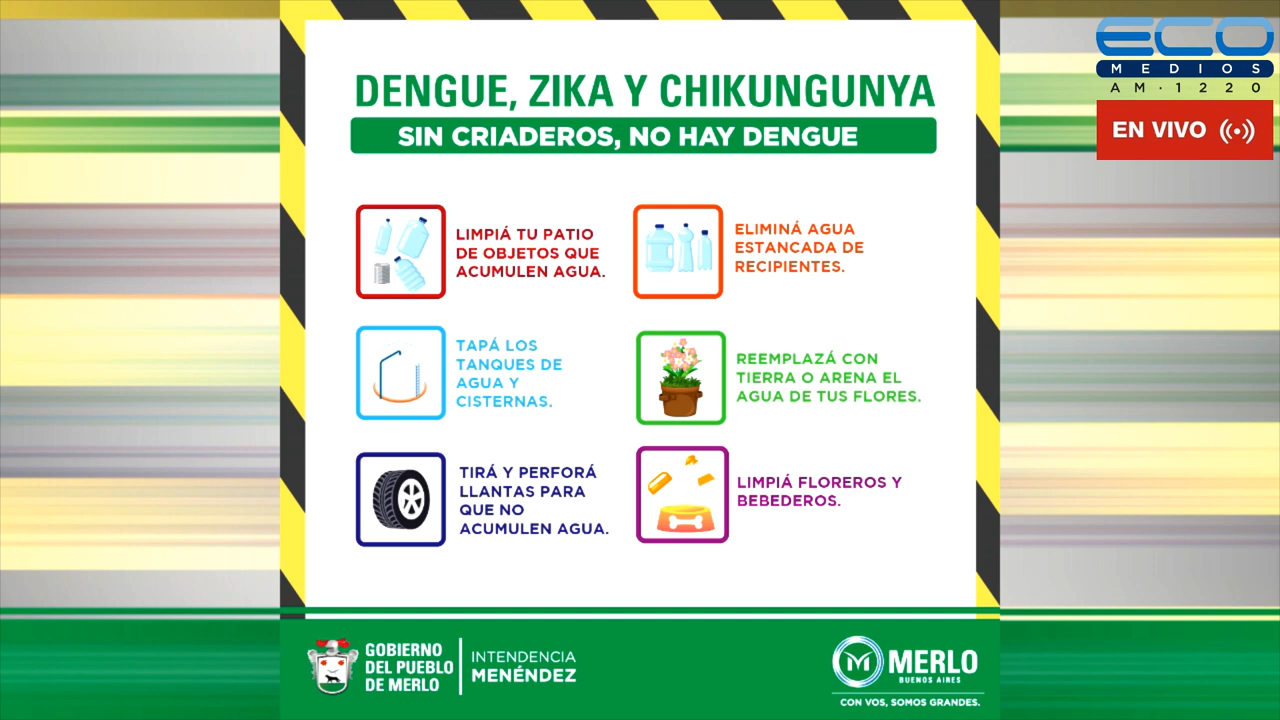 ECO
MEDIOS
AM·1220
EN VIVO
DENGUE, ZIKA Y CHIKUNGUNYA
SIN CRIADEROS, NO HAY DENGUE
LIMPIÁ TU PATIO
DE OBJETOS QUE
ACUMULEN AGUA.
ELIMINÁ AGUA
ESTANCADA DE
RECIPIENTES.
TAPÁ LOS
TANQUES DE
AGUA Y
CISTERNAS.
REEMPLAZÁ CON
TIERRA O ARENA EL
AGUA DE TUS FLORES.
TIRÁ Y PERFORÁ
LLANTAS PARA
QUE NO
ACUMULEN AGUA.
LIMPIÁ FLOREROS Y
BEBEDEROS.
GOBIERNO
DEL PUEBLO
DE MERLO
INTENDENCIA
MENÉNDEZ
MERLO
BUENOS AIRES
CON VOS, SOMOS GRANDES.